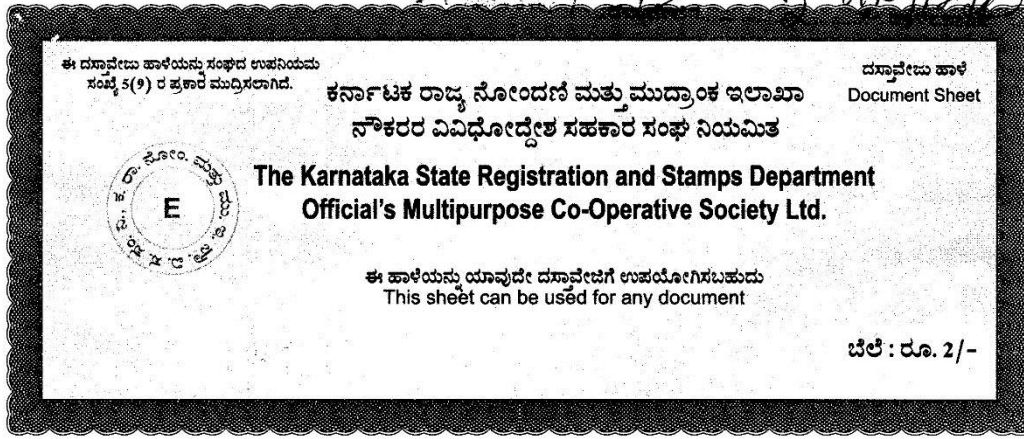 ಈ ದಸ್ತಾವೇಜು ಹಾಳೆಯನ್ನು ಸಂಘದ ಉಪನಿಯಮ
ಸಂಖ್ಯೆ 5(9) ರ ಪ್ರಕಾರ ಮುದ್ರಿಸಲಾಗಿದೆ.
ದಸ್ತಾವೇಜು ಹಾಳೆ
Document Sheet
ಕರ್ನಾಟಕ ರಾಜ್ಯ ನೋಂದಣಿ ಮತ್ತು ಮುದ್ರಾಂಕ ಇಲಾಖಾ
ನೌಕರರ ವಿವಿಧೋದ್ದೇಶ ಸಹಕಾರ ಸಂಘ ನಿಯಮಿತ
The Karnataka State Registration and Stamps Department
Official's Multipurpose Co-Operative Society Ltd.
E
ಈ ಹಾಳೆಯನ್ನು ಯಾವುದೇ ದಸ್ತಾವೇಜಿಗೆ ಉಪಯೋಗಿಸಬಹುದು
This sheet can be used for any document
ಬೆಲೆ : ರೂ. 2/-